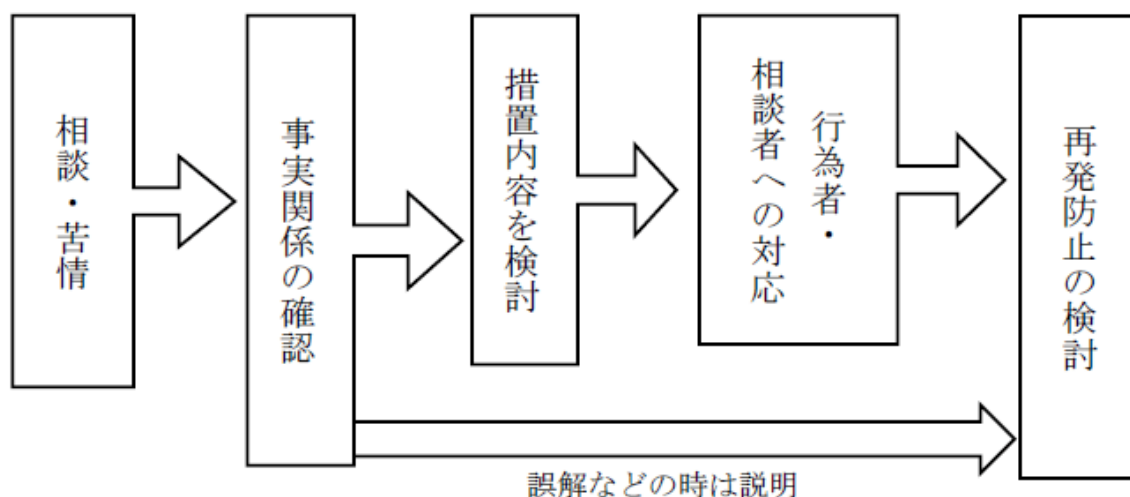 相談・苦情
事実関係の確認
措置内容を検討
行為者・
相談者への対応
再発防止の検討
誤解などの時は説明